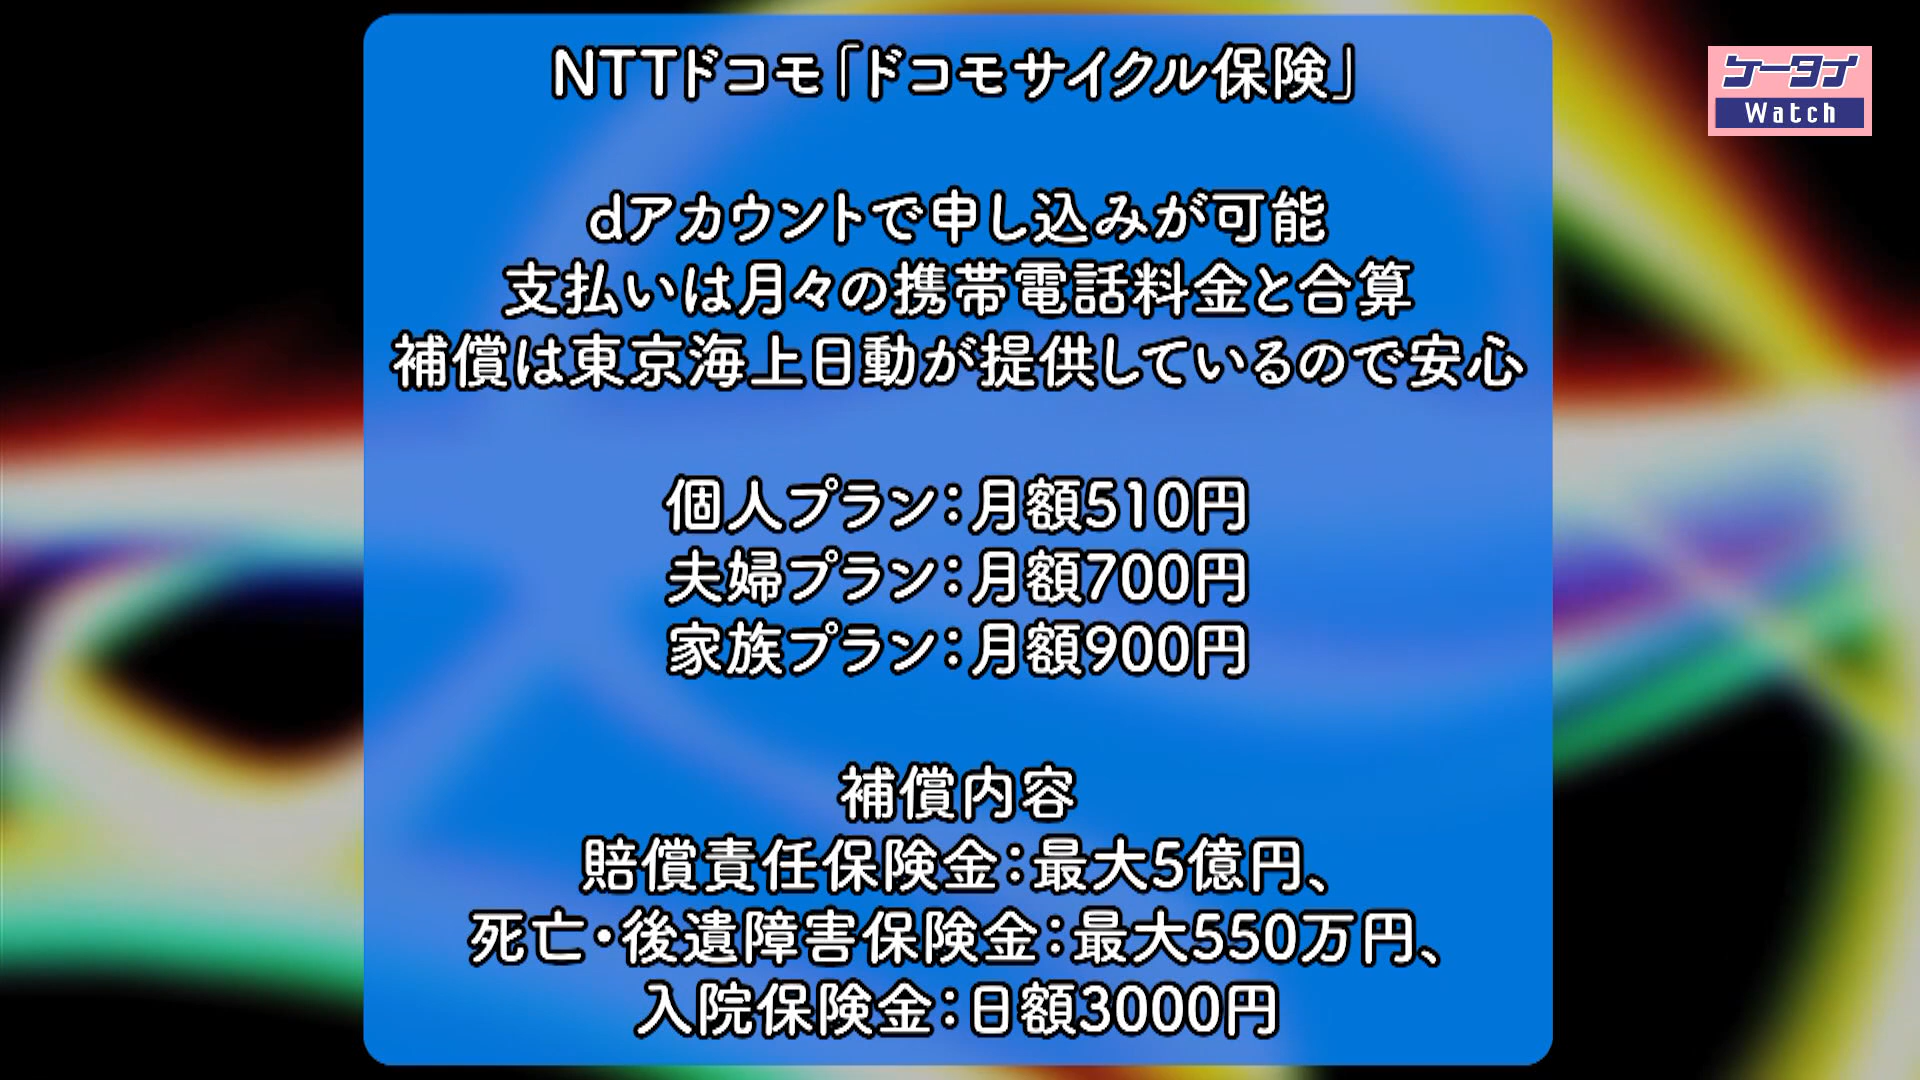 NTTドコモ「ドコモサイクル保険」
ケータイ
Watch
dアカウントで申し込みが可能
支払いは月々の携帯電話料金と合算
補償は東京海上日動が提供しているので安心
個人プラン：月額510円
夫婦プラン：月額700円
家族プラン：月額900円
補償内容
賠償責任保険金：最大5億円、
死亡・後遺障害保険金：最大550万円、
入院保険金：日額3000円